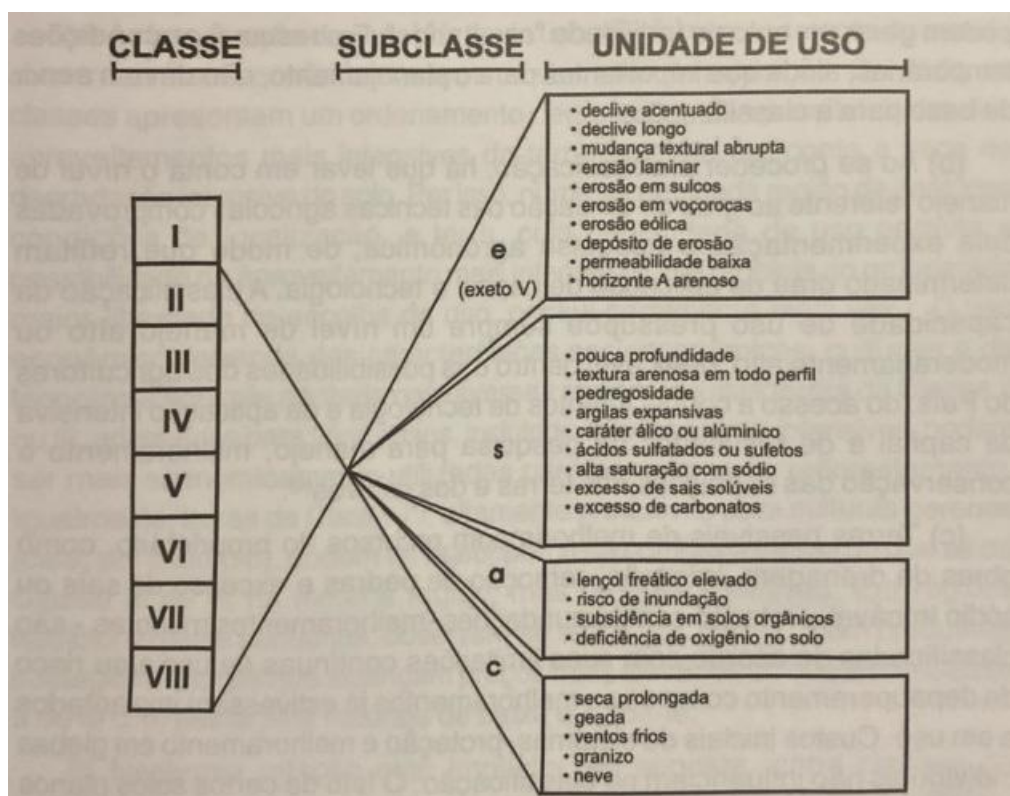 CLASSE SUBCLASSE UNIDADE DE USO
I
II
III
IV
V
VI
VII
VIII
e
(exeto V)
• declive acentuado
• declive longo
• mudança textural abrupta
• erosão laminar
• erosão em sulcos
• erosão em voçorocas
• erosão eólica
• depósito de erosão
• permeabilidade baixa
• horizonte A arenoso
s
• pouca profundidade
• textura arenosa em todo perfil
• pedregosidade
• argilas expansivas
• caráter álico ou alúminico
• ácidos sulfatados ou sufetos
• alta saturação com sódio
• excesso de sais solúveis
• excesso de carbonatos
a
• lençol freático elevado
• risco de inundação
• subsidência em solos orgânicos
• deficiência de oxigênio no solo
c
• seca prolongada
• geada
• ventos frios
• granizo
• neve